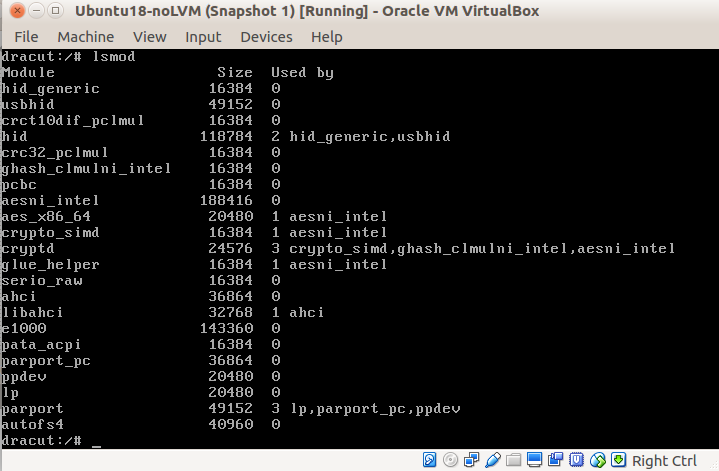 Ubuntu18-noLVM (Snapshot 1) [Running] - Oracle VM VirtualBox
File Machine View Input Devices Help
dracut:/# lsmod
Module Size Used by
hid_generic 16384 0
usbhid 49152 0
crct10dif_pclmul 16384 0
hid 118784 2 hid_generic,usbhid
crc32_pclmul 16384 0
ghash_clmulni_intel 16384 0
pcbc 16384 0
aesni_intel 188416 0
aes_x86_64 20480 1 aesni_intel
crypto_simd 16384 1 aesni_intel
cryptd 24576 3 crypto_simd,ghash_clmulni_intel,aesni_intel
glue_helper 16384 1 aesni_intel
serio_raw 16384 0
ahci 36864 0
libahci 32768 1 ahci
e1000 143360 0
pata_acpi 16384 0
parport_pc 36864 0
ppdev 20480 0
lp 20480 0
parport 49152 3 lp,parport_pc,ppdev
autofs4 40960 0
dracut:/# _
Right Ctrl